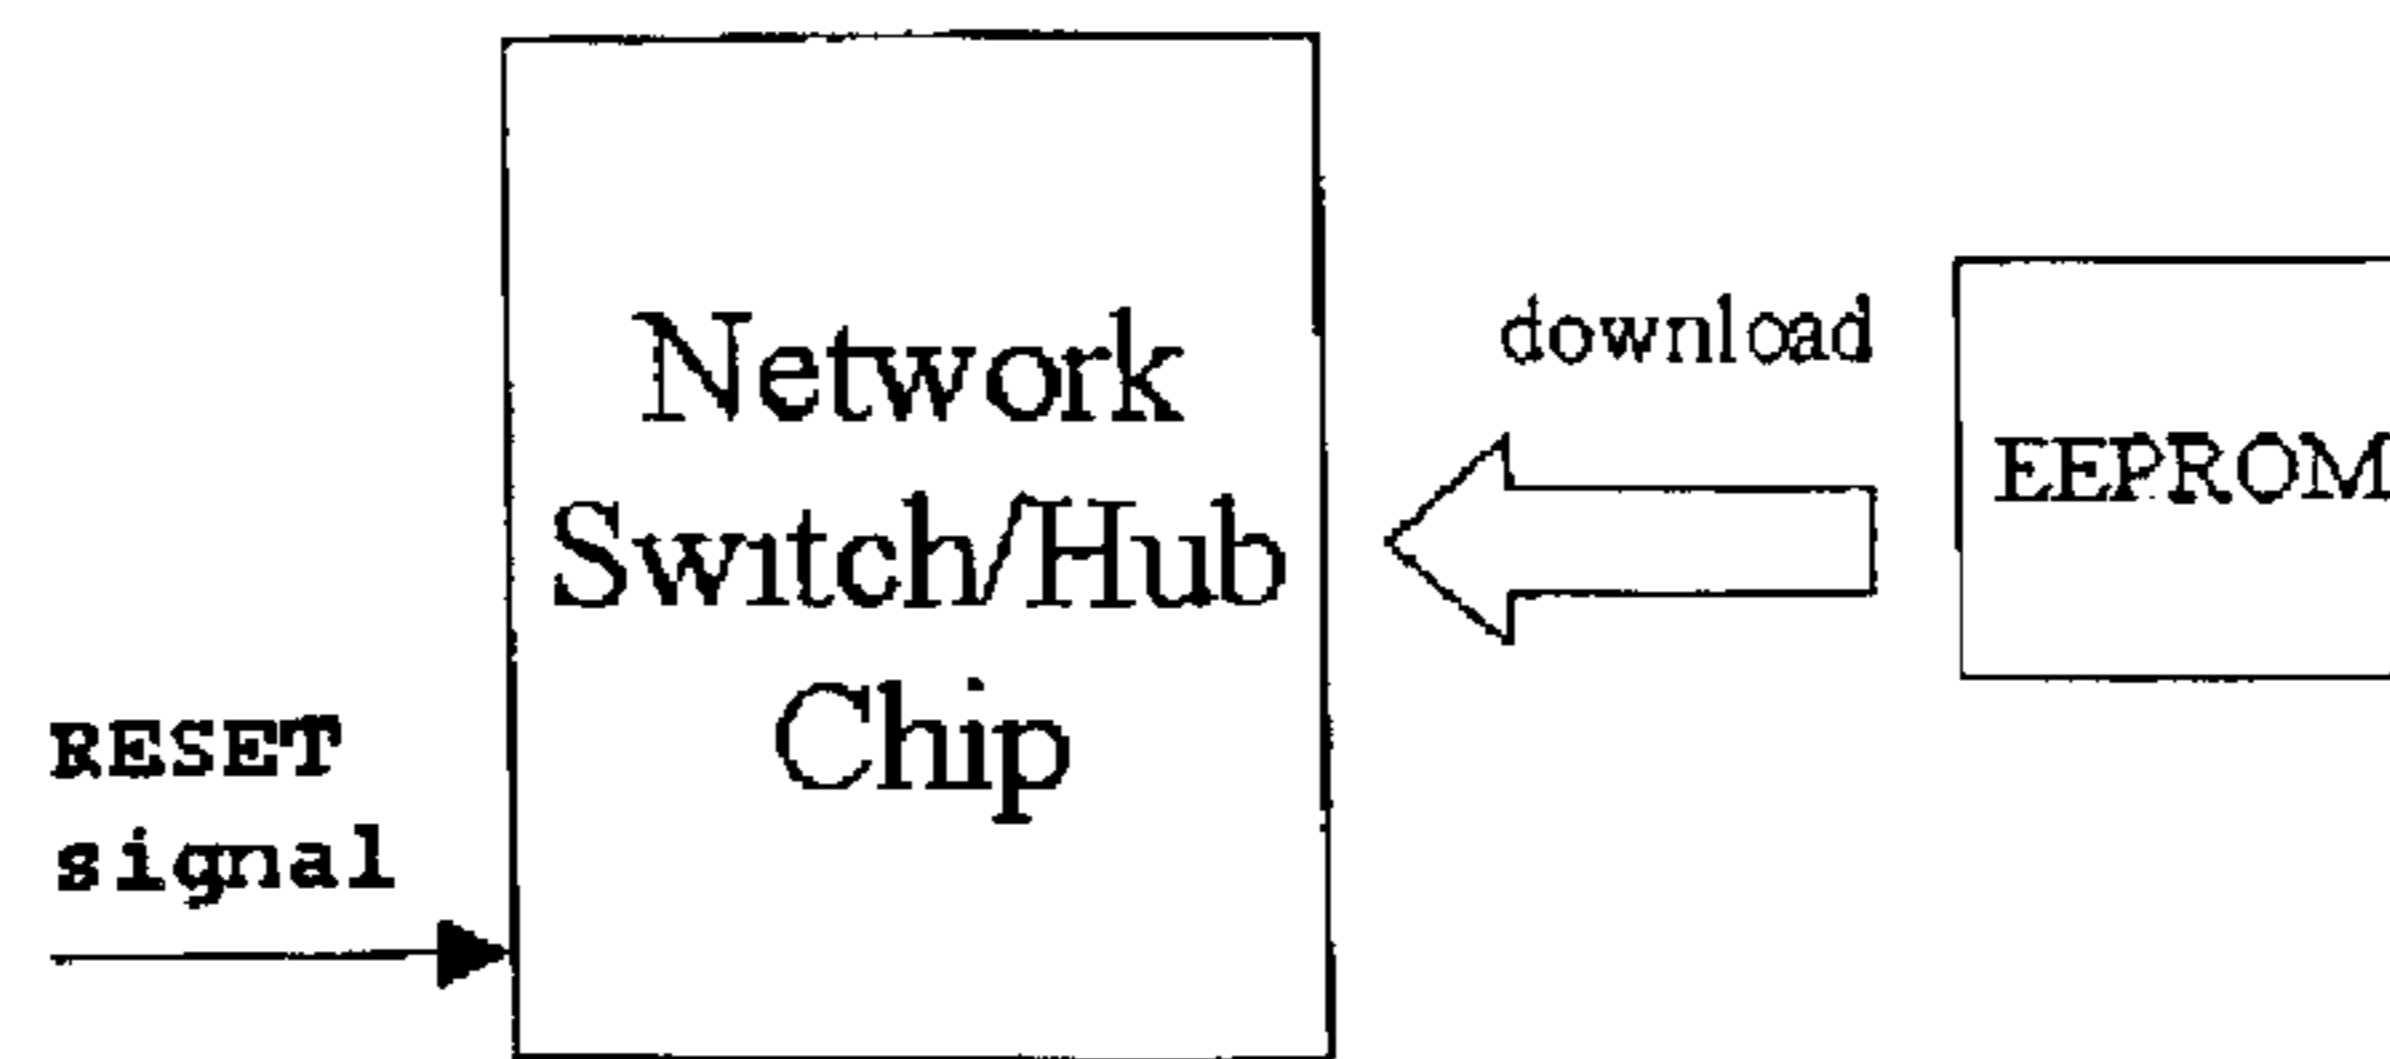 Network
Switch/Hub
Chip
download
EEPROM
RESET
signal